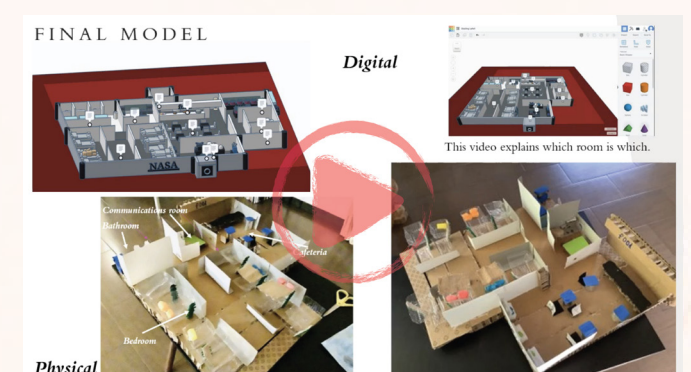 FINAL MODEL
Digital
NASA
This video explains which room is which.
Communications room
Bathroom
Bedroom
Physical